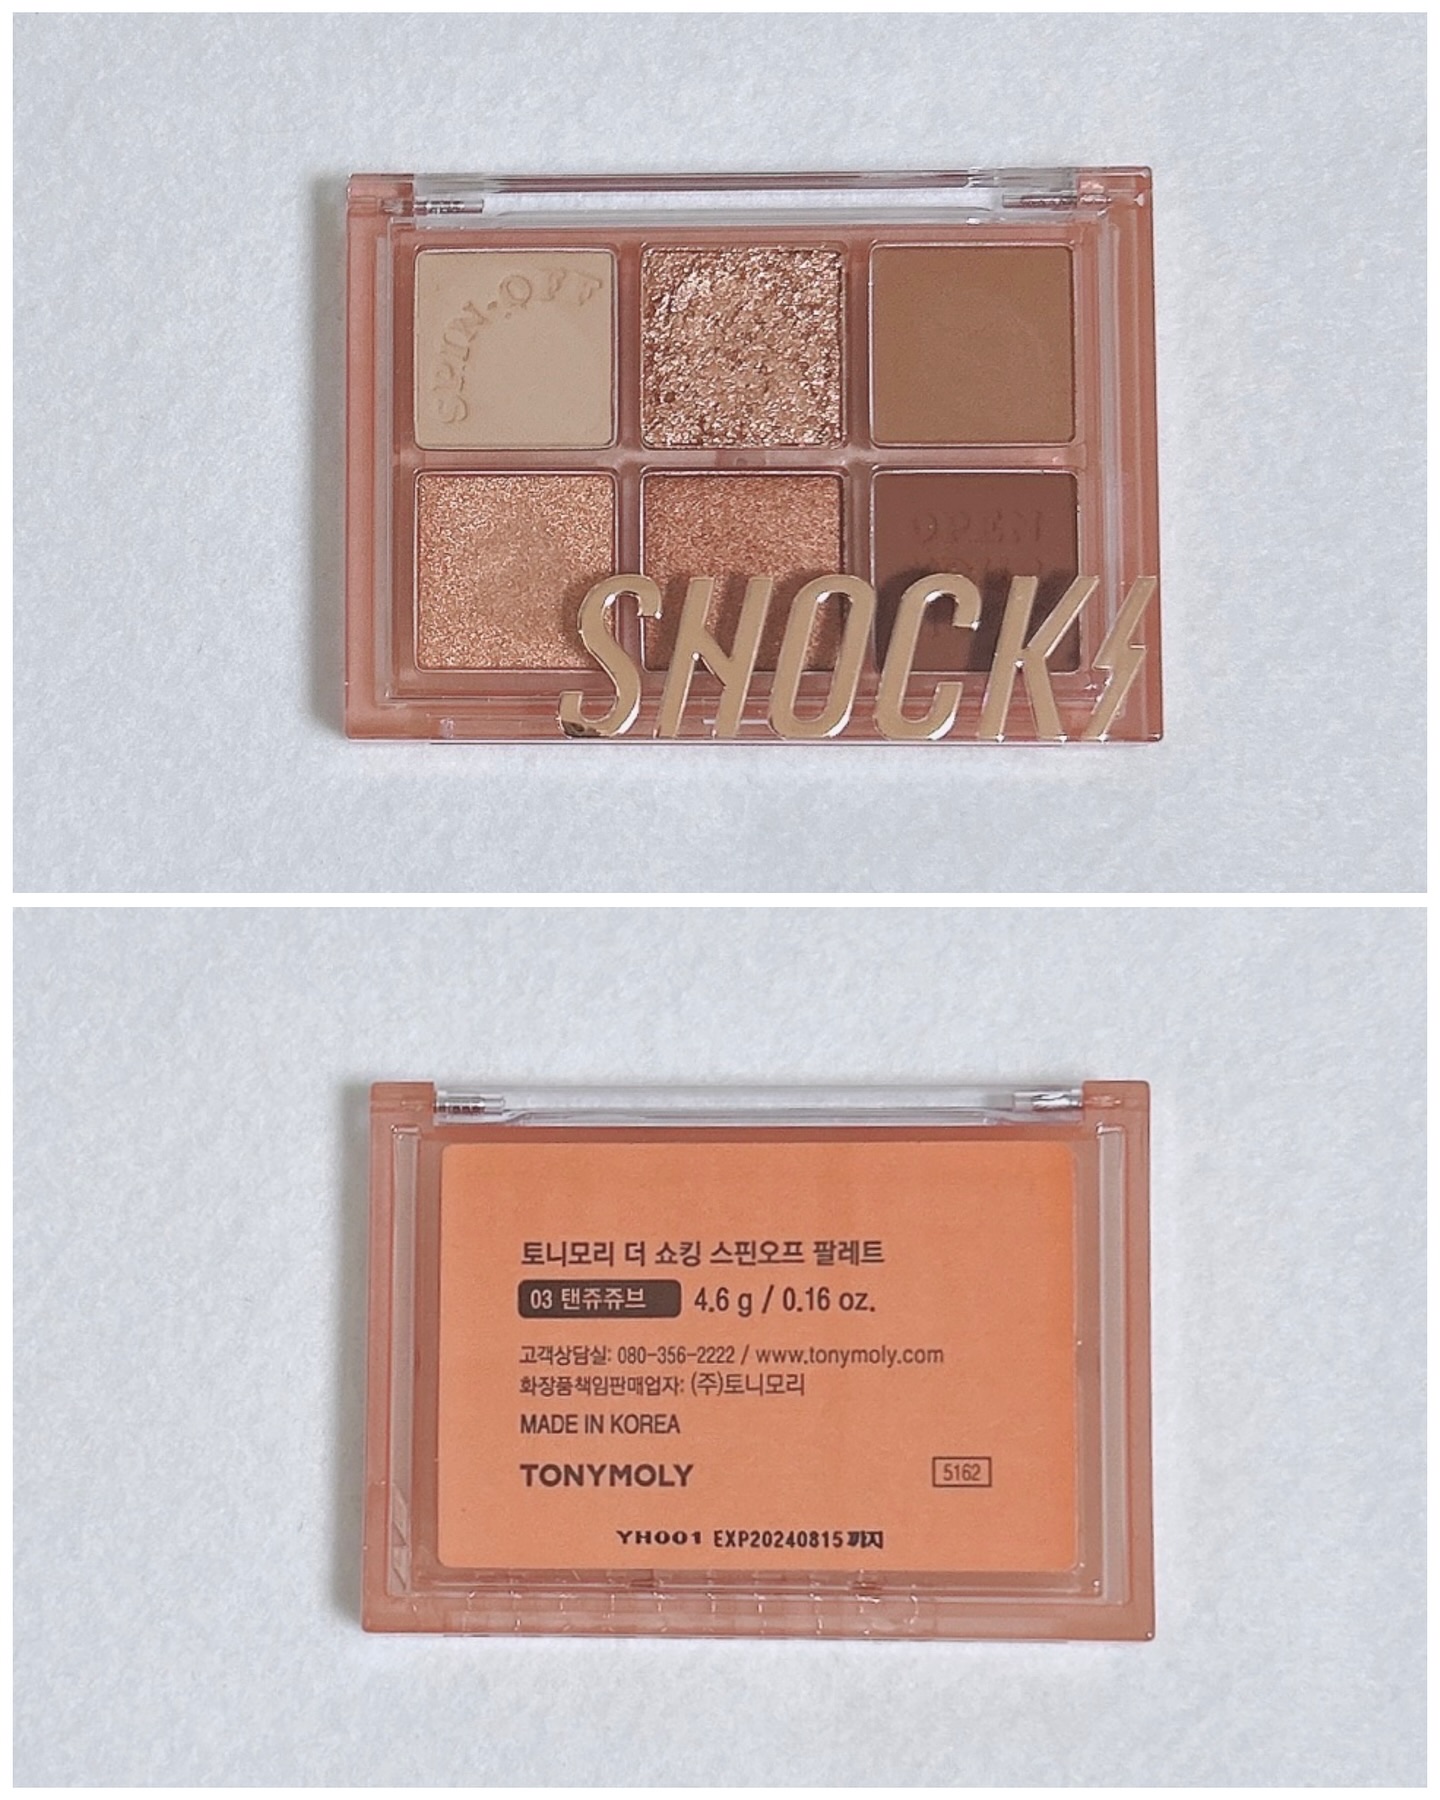 SPIN-OFF
OPEN
SHOCK
토니모리 더 쇼킹 스핀오프 팔레트
03 탠쥬쥬브 4.6 g / 0.16 oz.
고객상담실: 080-356-2222 / www.tonymoly.com
화장품책임판매업자: (주)토니모리
MADE IN KOREA
TONYMOLY
5162
YH001 EXP20240815까지